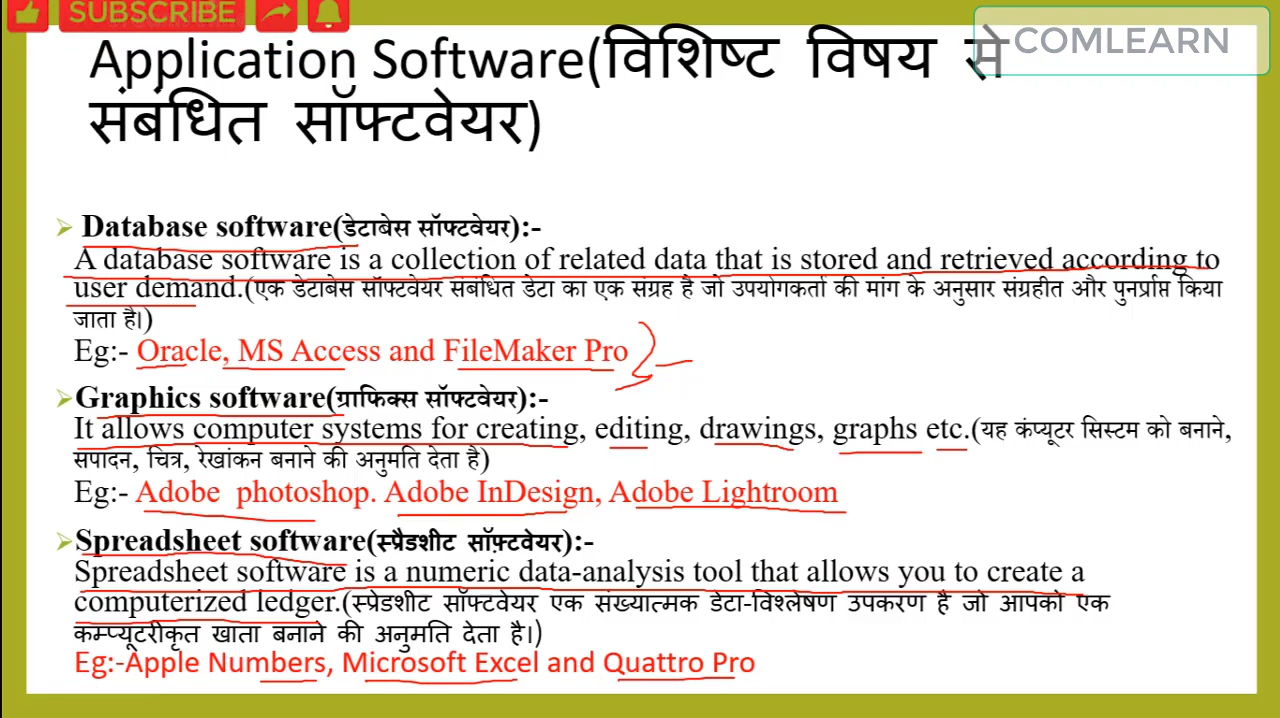 SUBSCRIBE
COMLEARN
Application Software(विशिष्ट विषय से
संबंधित सॉफ्टवेयर)
Database software(डेटाबेस सॉफ्टवेयर):-
A database software is a collection of related data that is stored and retrieved according to
user demand.(एक डेटाबेस सॉफ्टवेयर संबंधित डेटा का एक संग्रह है जो उपयोगकर्ता की मांग के अनुसार संग्रहीत और पुनर्प्राप्त किया
जाता है।)
Eg:- Oracle, MS Access and FileMaker Pro
Graphics software(ग्राफिक्स सॉफ्टवेयर):-
It allows computer systems for creating, editing, drawings, graphs etc.(यह कंप्यूटर सिस्टम को बनाने,
संपादन, चित्र, रेखांकन बनाने की अनुमति देता है)
Eg:- Adobe photoshop. Adobe InDesign, Adobe Lightroom
Spreadsheet software(स्प्रैडशीट सॉफ़्टवेयर):-
Spreadsheet software is a numeric data-analysis tool that allows you to create a
computerized ledger.(स्प्रेडशीट सॉफ्टवेयर एक संख्यात्मक डेटा-विश्लेषण उपकरण है जो आपको एक
कम्प्यूटरीकृत खाता बनाने की अनुमति देता है।)
Eg:-Apple Numbers, Microsoft Excel and Quattro Pro